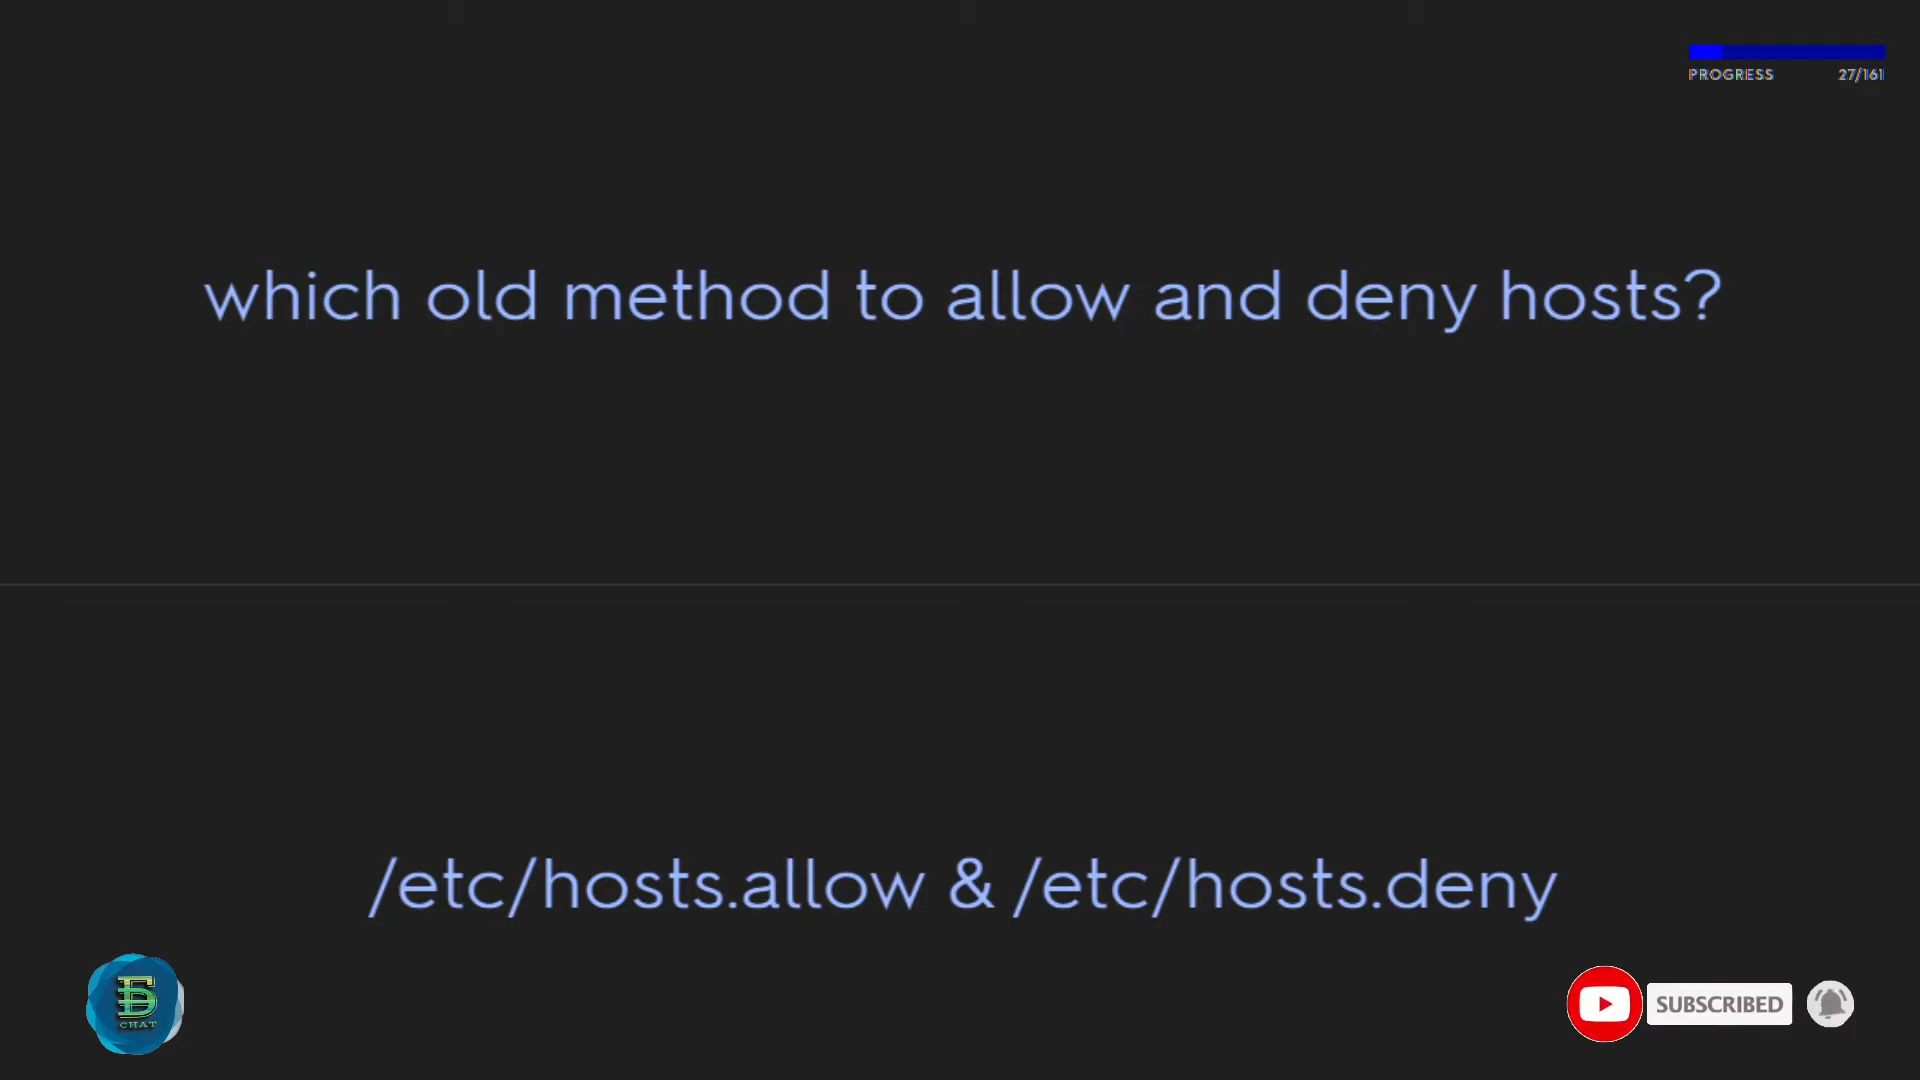 PROGRESS 27/161
which old method to allow and deny hosts?
/etc/hosts.allow & /etc/hosts.deny
CHAT
SUBSCRIBED